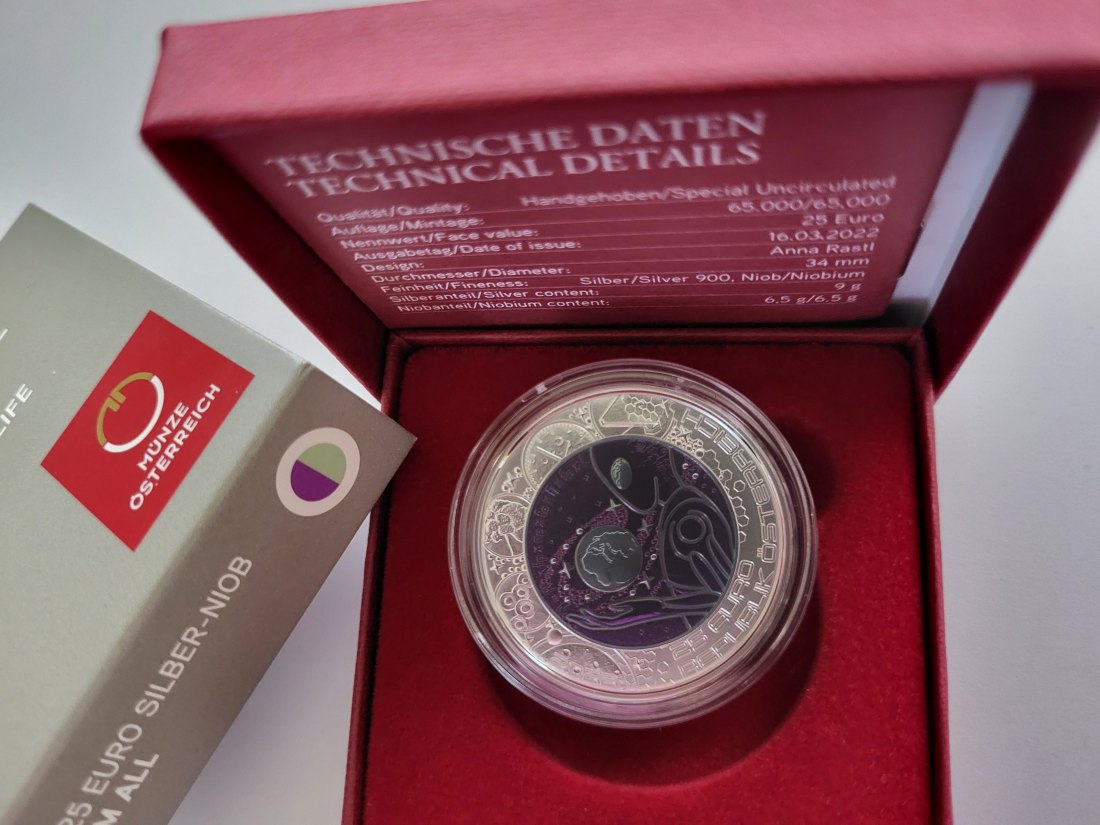 TECHNISCHE DATEN
TECHNICAL DETAILS
Qualität/Quality: Handgehoben/Special Uncirculated
Auflage/Mintage: 65.000/65,000
Nennwert/Face value: 25 Euro
Ausgabetag/Date of issue: 16.03.2022
Design: Anna Rastl
Durchmesser/Diameter: 34 mm
Feinheit/Fineness: Silber/Silver 900, Niob/Niobium
Silberanteil/Silver content: 9 g
Niobanteil/Niobium content: 6,5 g/6.5 g
LIFE
MÜNZE
ÖSTERREICH
25 EURO SILBER-NIOB
M ALL
25 EURO
REPUBLIK ÖSTERREICH